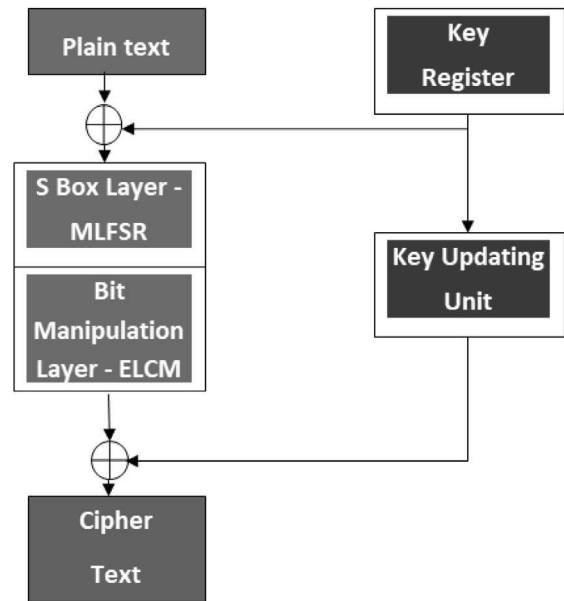 Plain text
Key
Register
S Box Layer -
MLFSR
Key Updating
Unit
Bit
Manipulation
Layer - ELCM
Cipher
Text